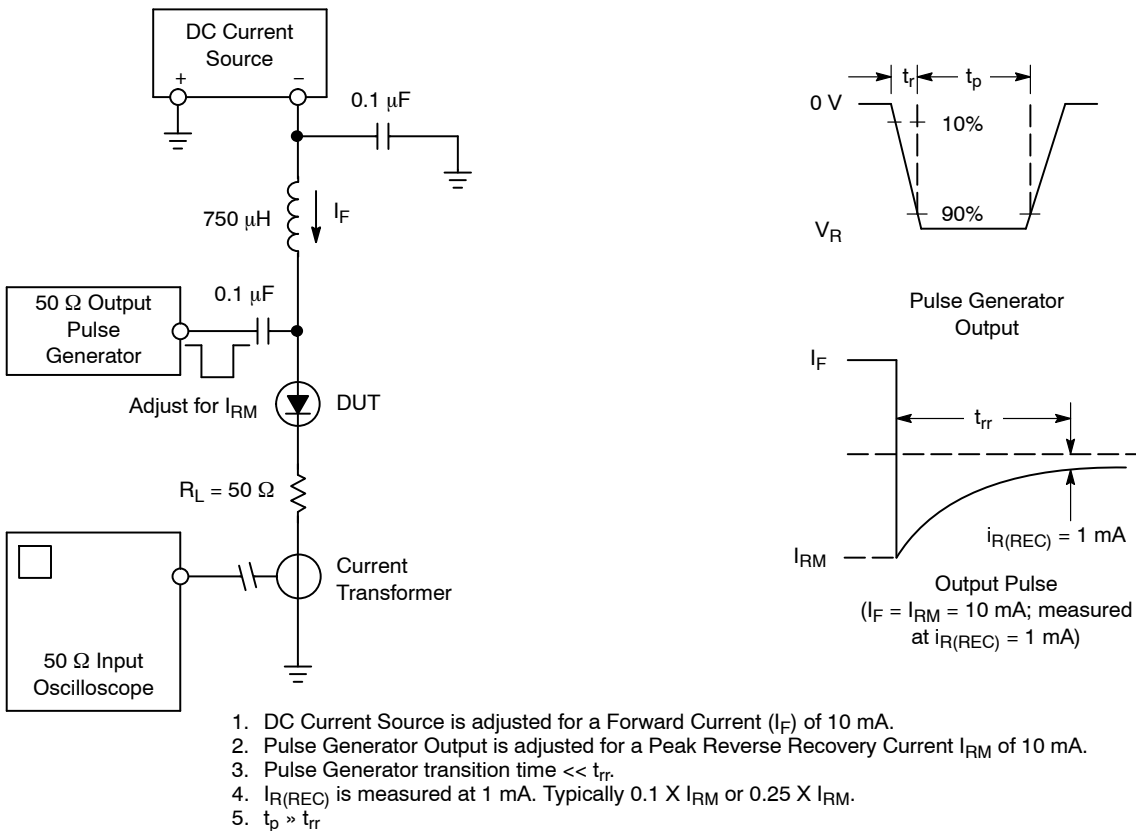 DC Current
Source
+ −
0.1 μF
750 μH
I_F
50 Ω Output
Pulse
Generator
0.1 μF
Adjust for I_RM
DUT
R_L = 50 Ω
Current
Transformer
50 Ω Input
Oscilloscope
t_r t_p
0 V
10%
90%
V_R
Pulse Generator
Output
I_F
t_rr
I_RM
i_R(REC) = 1 mA
Output Pulse
(I_F = I_RM = 10 mA; measured
at i_R(REC) = 1 mA)
1. DC Current Source is adjusted for a Forward Current (I_F) of 10 mA.
2. Pulse Generator Output is adjusted for a Peak Reverse Recovery Current I_RM of 10 mA.
3. Pulse Generator transition time << t_rr.
4. I_R(REC) is measured at 1 mA. Typically 0.1 X I_RM or 0.25 X I_RM.
5. t_p » t_rr